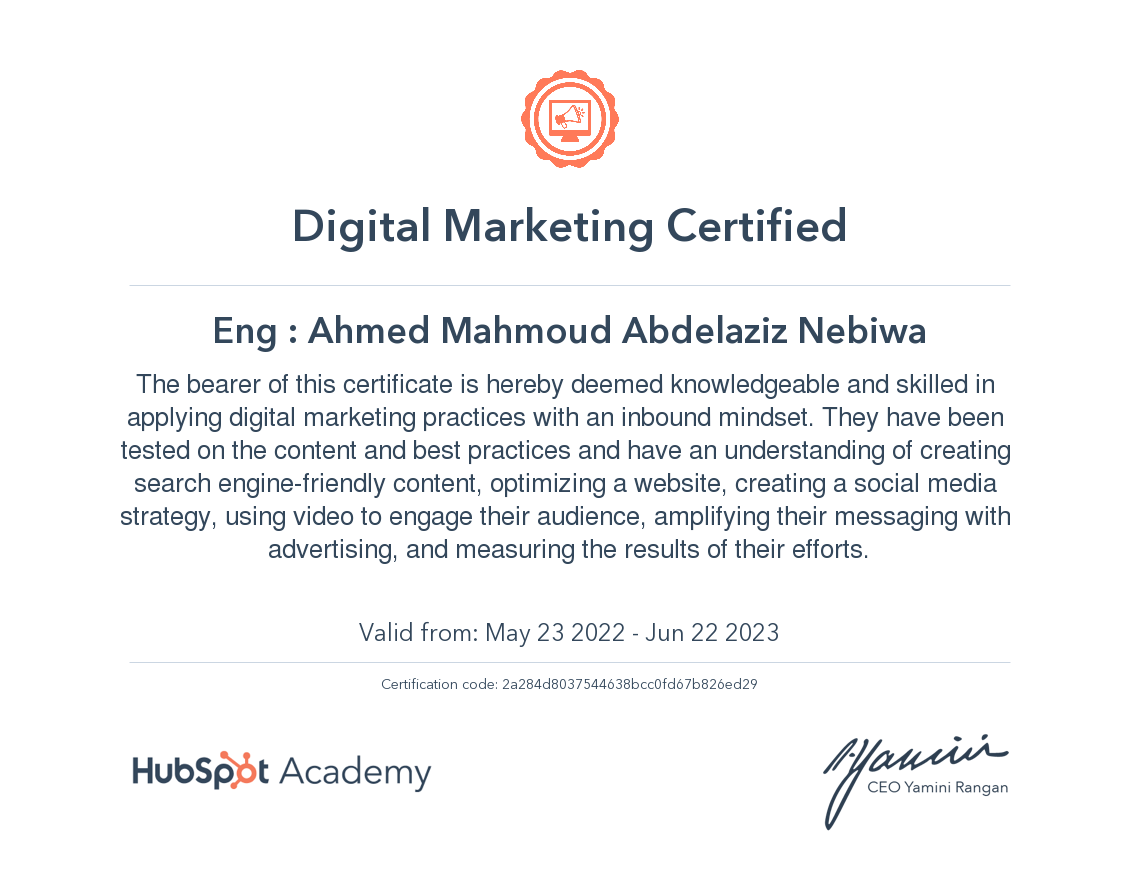 Digital Marketing Certified
Eng : Ahmed Mahmoud Abdelaziz Nebiwa
The bearer of this certificate is hereby deemed knowledgeable and skilled in
applying digital marketing practices with an inbound mindset. They have been
tested on the content and best practices and have an understanding of creating
search engine-friendly content, optimizing a website, creating a social media
strategy, using video to engage their audience, amplifying their messaging with
advertising, and measuring the results of their efforts.
Valid from: May 23 2022 - Jun 22 2023
Certification code: 2a284d8037544638bcc0fd67b826ed29
HubSpot Academy
CEO Yamini Rangan